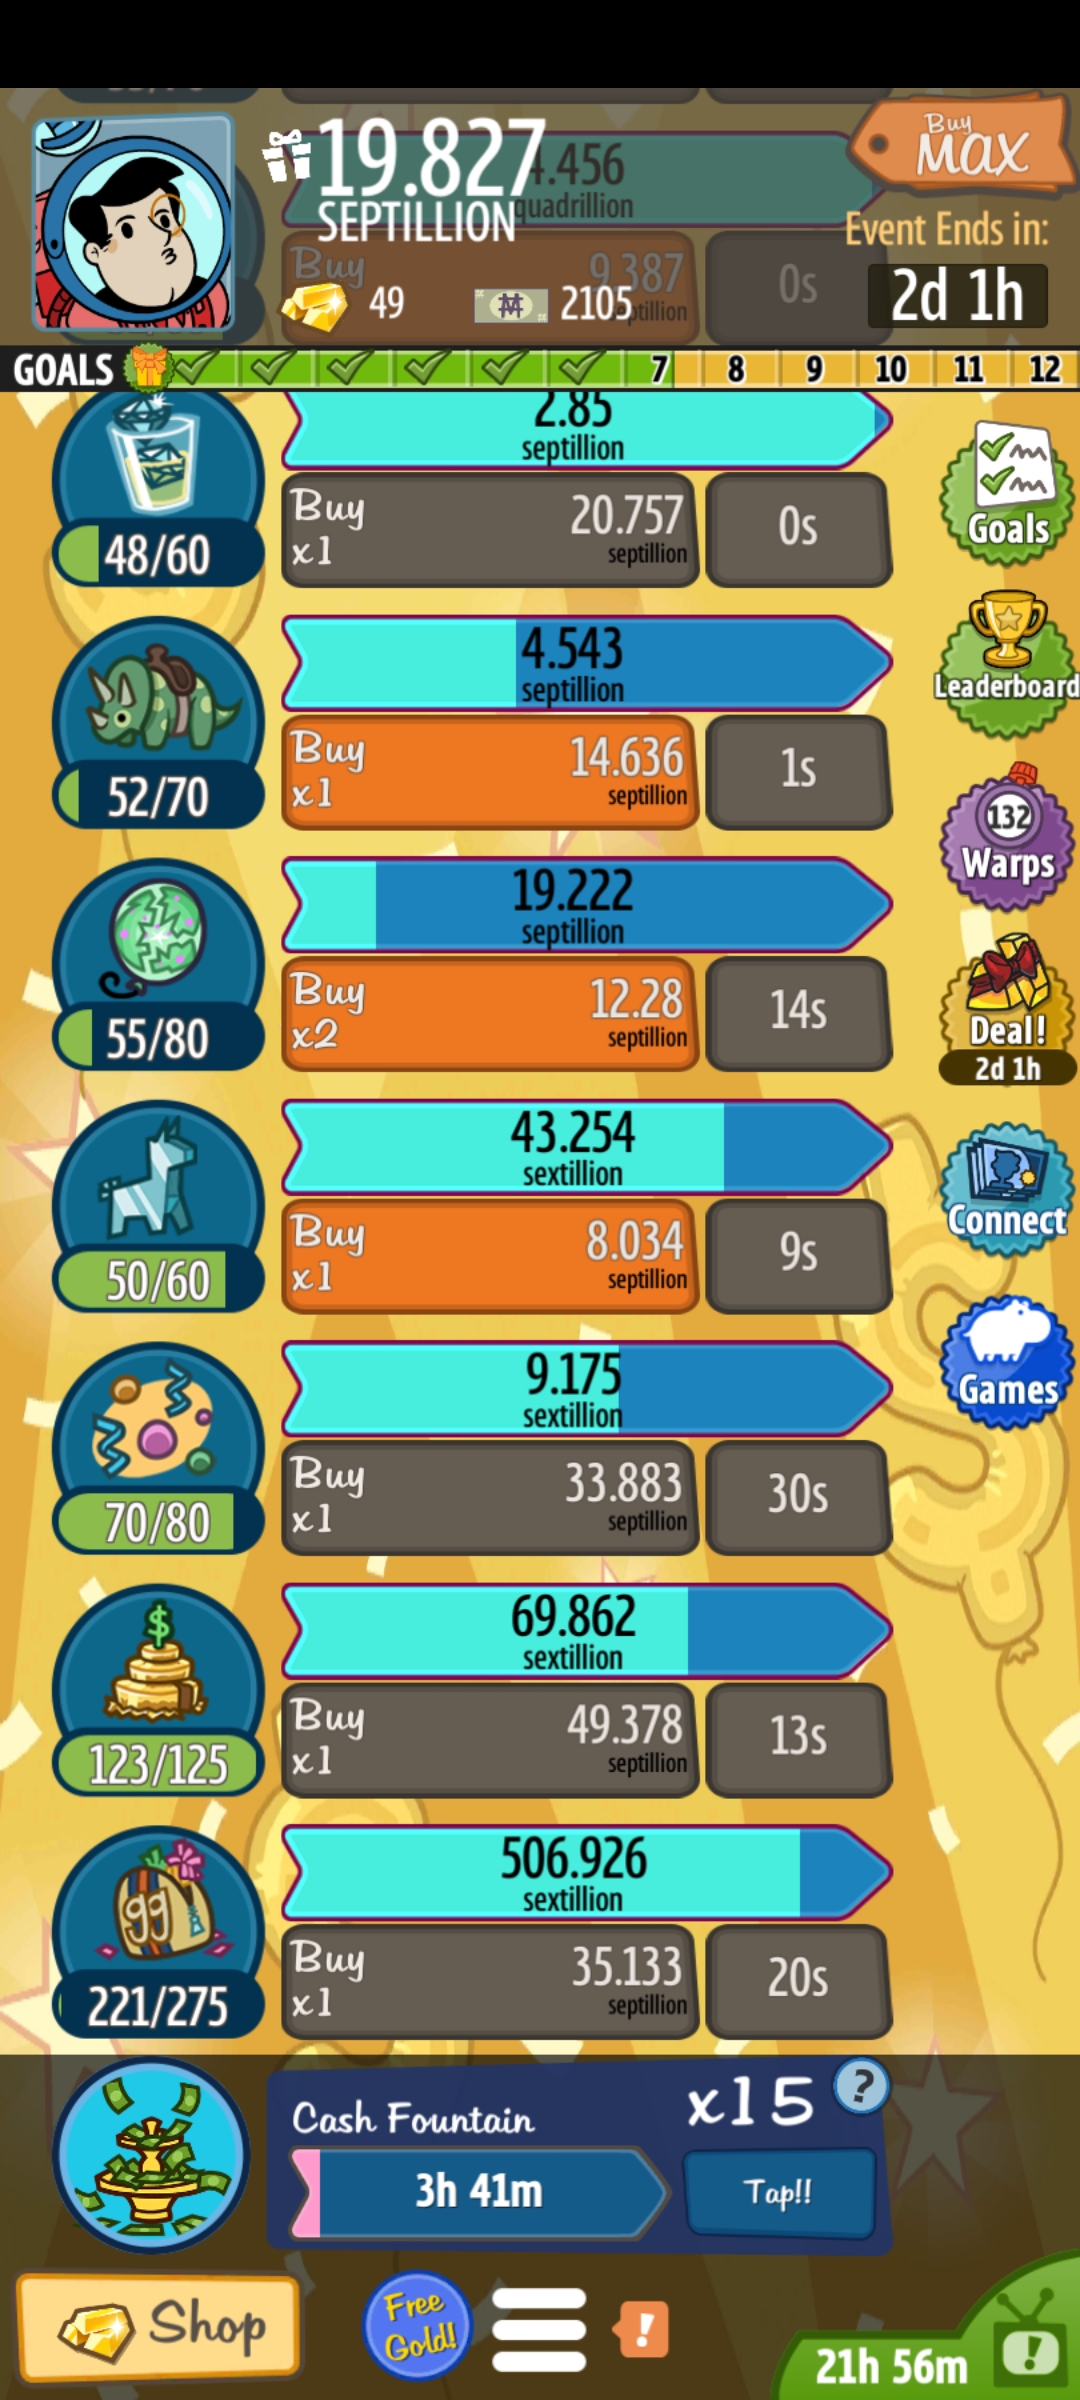 19.827
SEPTILLION
4.456
quadrillion
Buy
MAX
Event Ends in:
2d 1h
Buy
9.387
septillion
0s
49
2105
GOALS
7 8 9 10 11 12
2.85
septillion
48/60
Buy
x1
20.757
septillion
0s
Goals
4.543
septillion
52/70
Buy
x1
14.636
septillion
1s
Leaderboard
19.222
septillion
55/80
Buy
x2
12.28
septillion
14s
132
Warps
Deal!
2d 1h
43.254
sextillion
50/60
Buy
x1
8.034
septillion
9s
Connect
9.175
sextillion
70/80
Buy
x1
33.883
septillion
30s
Games
$
69.862
sextillion
123/125
Buy
x1
49.378
septillion
13s
gg
506.926
sextillion
221/275
Buy
x1
35.133
septillion
20s
Cash Fountain
x15
?
3h 41m
Tap!!
Shop
Free
Gold!
!
21h 56m
!